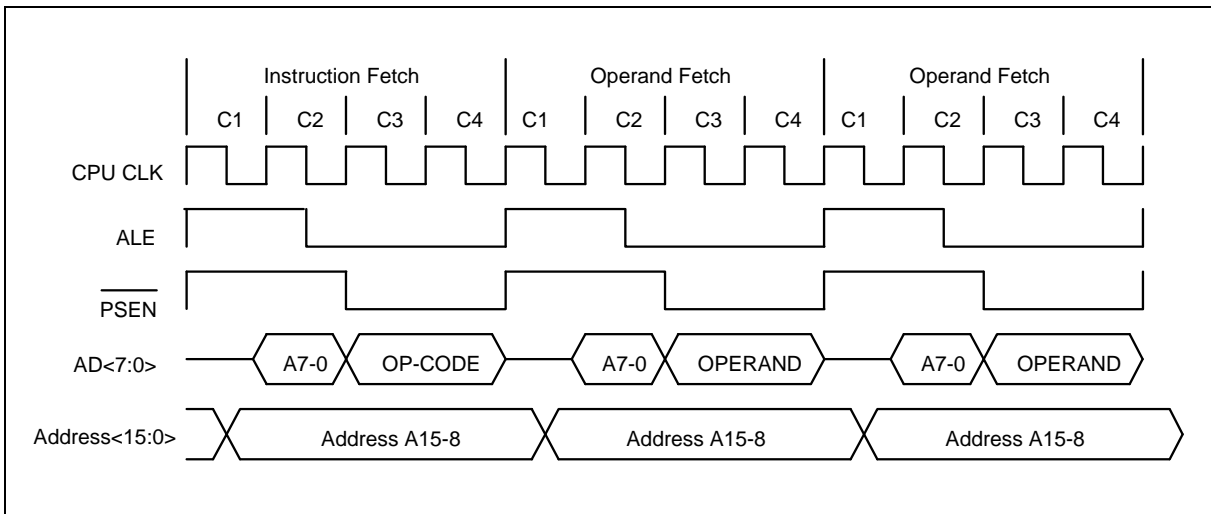 Instruction Fetch Operand Fetch Operand Fetch
C1 C2 C3 C4 C1 C2 C3 C4 C1 C2 C3 C4
CPU CLK
ALE
PSEN
AD<7:0> A7-0 OP-CODE A7-0 OPERAND A7-0 OPERAND
Address<15:0> Address A15-8 Address A15-8 Address A15-8